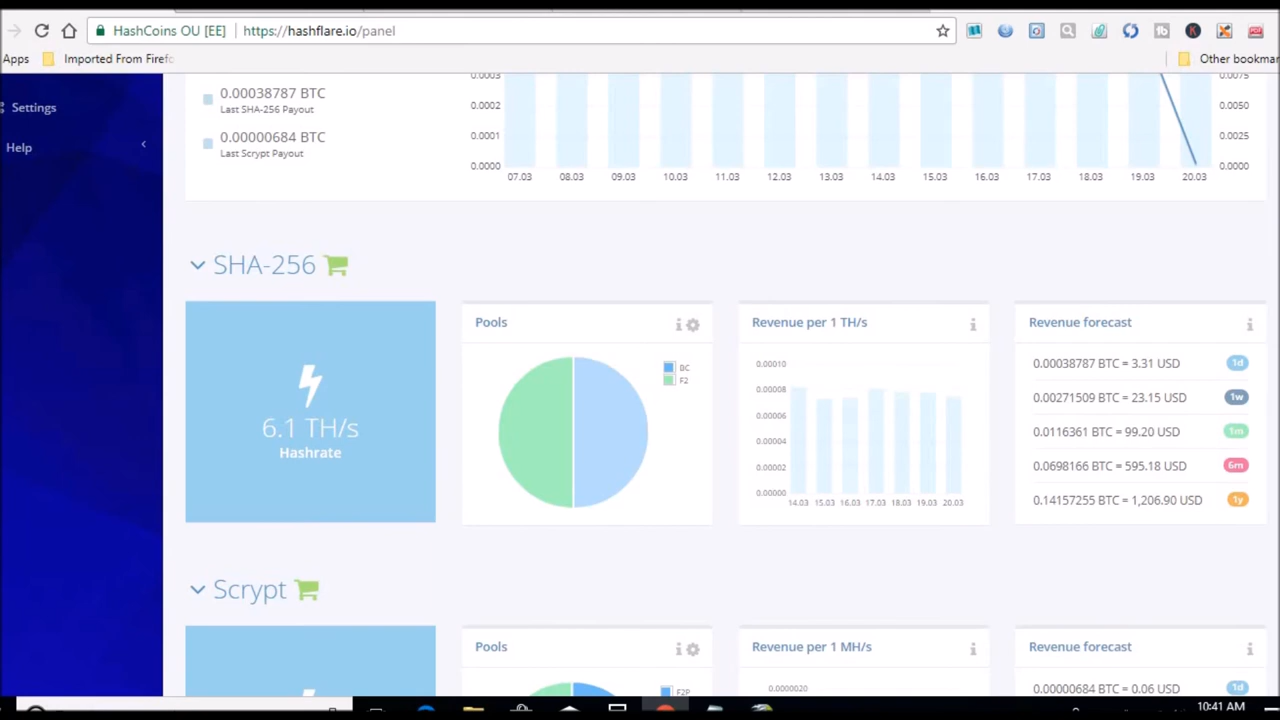 HashCoins OU [EE] https://hashflare.io/panel
Apps Imported From Firefo Other bookmar
Settings
Help
0.00038787 BTC
Last SHA-256 Payout
0.00000684 BTC
Last Scrypt Payout
0.0003 0.0075
0.0002 0.0050
0.0001 0.0025
0.0000 0.0000
07.03 08.03 09.03 10.03 11.03 12.03 13.03 14.03 15.03 16.03 17.03 18.03 19.03 20.03
SHA-256
6.1 TH/s
Hashrate
Pools
BC
F2
Revenue per 1 TH/s
0.00010
0.00008
0.00006
0.00004
0.00002
0.00000
14.03 15.03 16.03 17.03 18.03 19.03 20.03
Revenue forecast
0.00038787 BTC = 3.31 USD 1d
0.00271509 BTC = 23.15 USD 1w
0.0116361 BTC = 99.20 USD 1m
0.0698166 BTC = 595.18 USD 6m
0.14157255 BTC = 1,206.90 USD 1y
Scrypt
Pools
F2P
Revenue per 1 MH/s
0.0000020
Revenue forecast
0.00000684 BTC = 0.06 USD 1d
10:41 AM